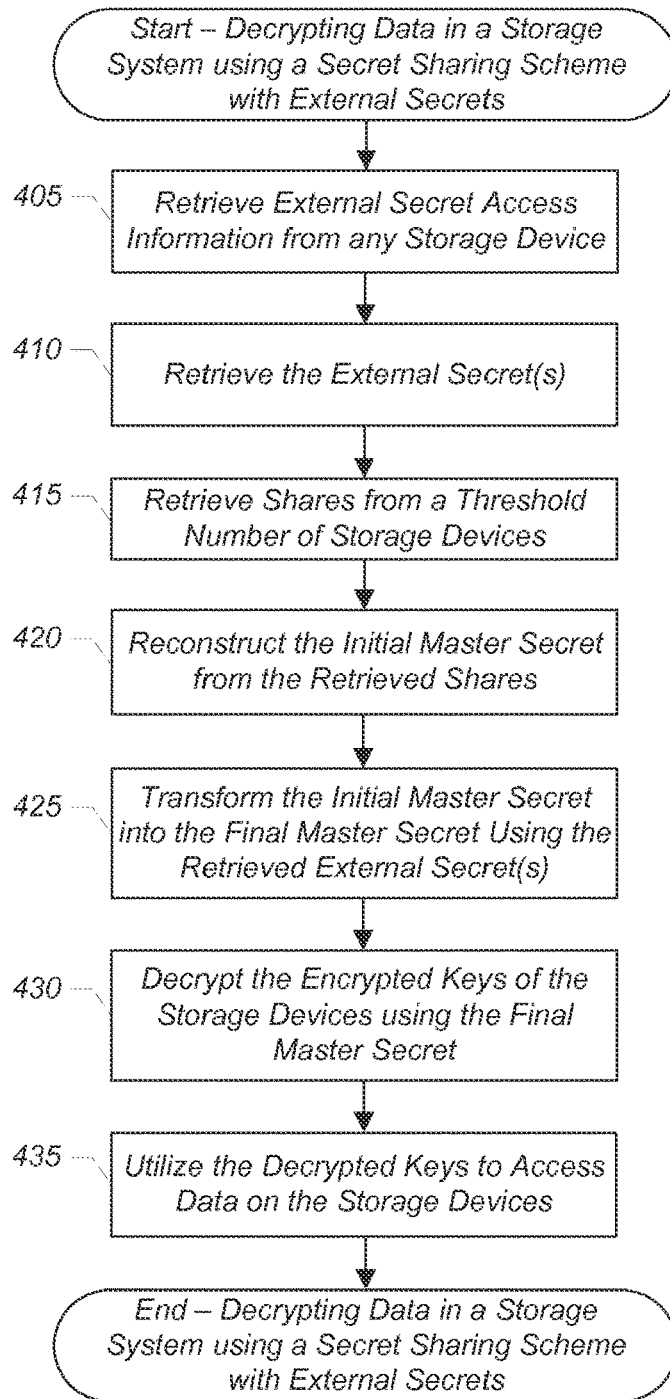 Start – Decrypting Data in a Storage
System using a Secret Sharing Scheme
with External Secrets
405
Retrieve External Secret Access
Information from any Storage Device
410
Retrieve the External Secret(s)
415
Retrieve Shares from a Threshold
Number of Storage Devices
420
Reconstruct the Initial Master Secret
from the Retrieved Shares
425
Transform the Initial Master Secret
into the Final Master Secret Using the
Retrieved External Secret(s)
430
Decrypt the Encrypted Keys of the
Storage Devices using the Final
Master Secret
435
Utilize the Decrypted Keys to Access
Data on the Storage Devices
End – Decrypting Data in a Storage
System using a Secret Sharing Scheme
with External Secrets